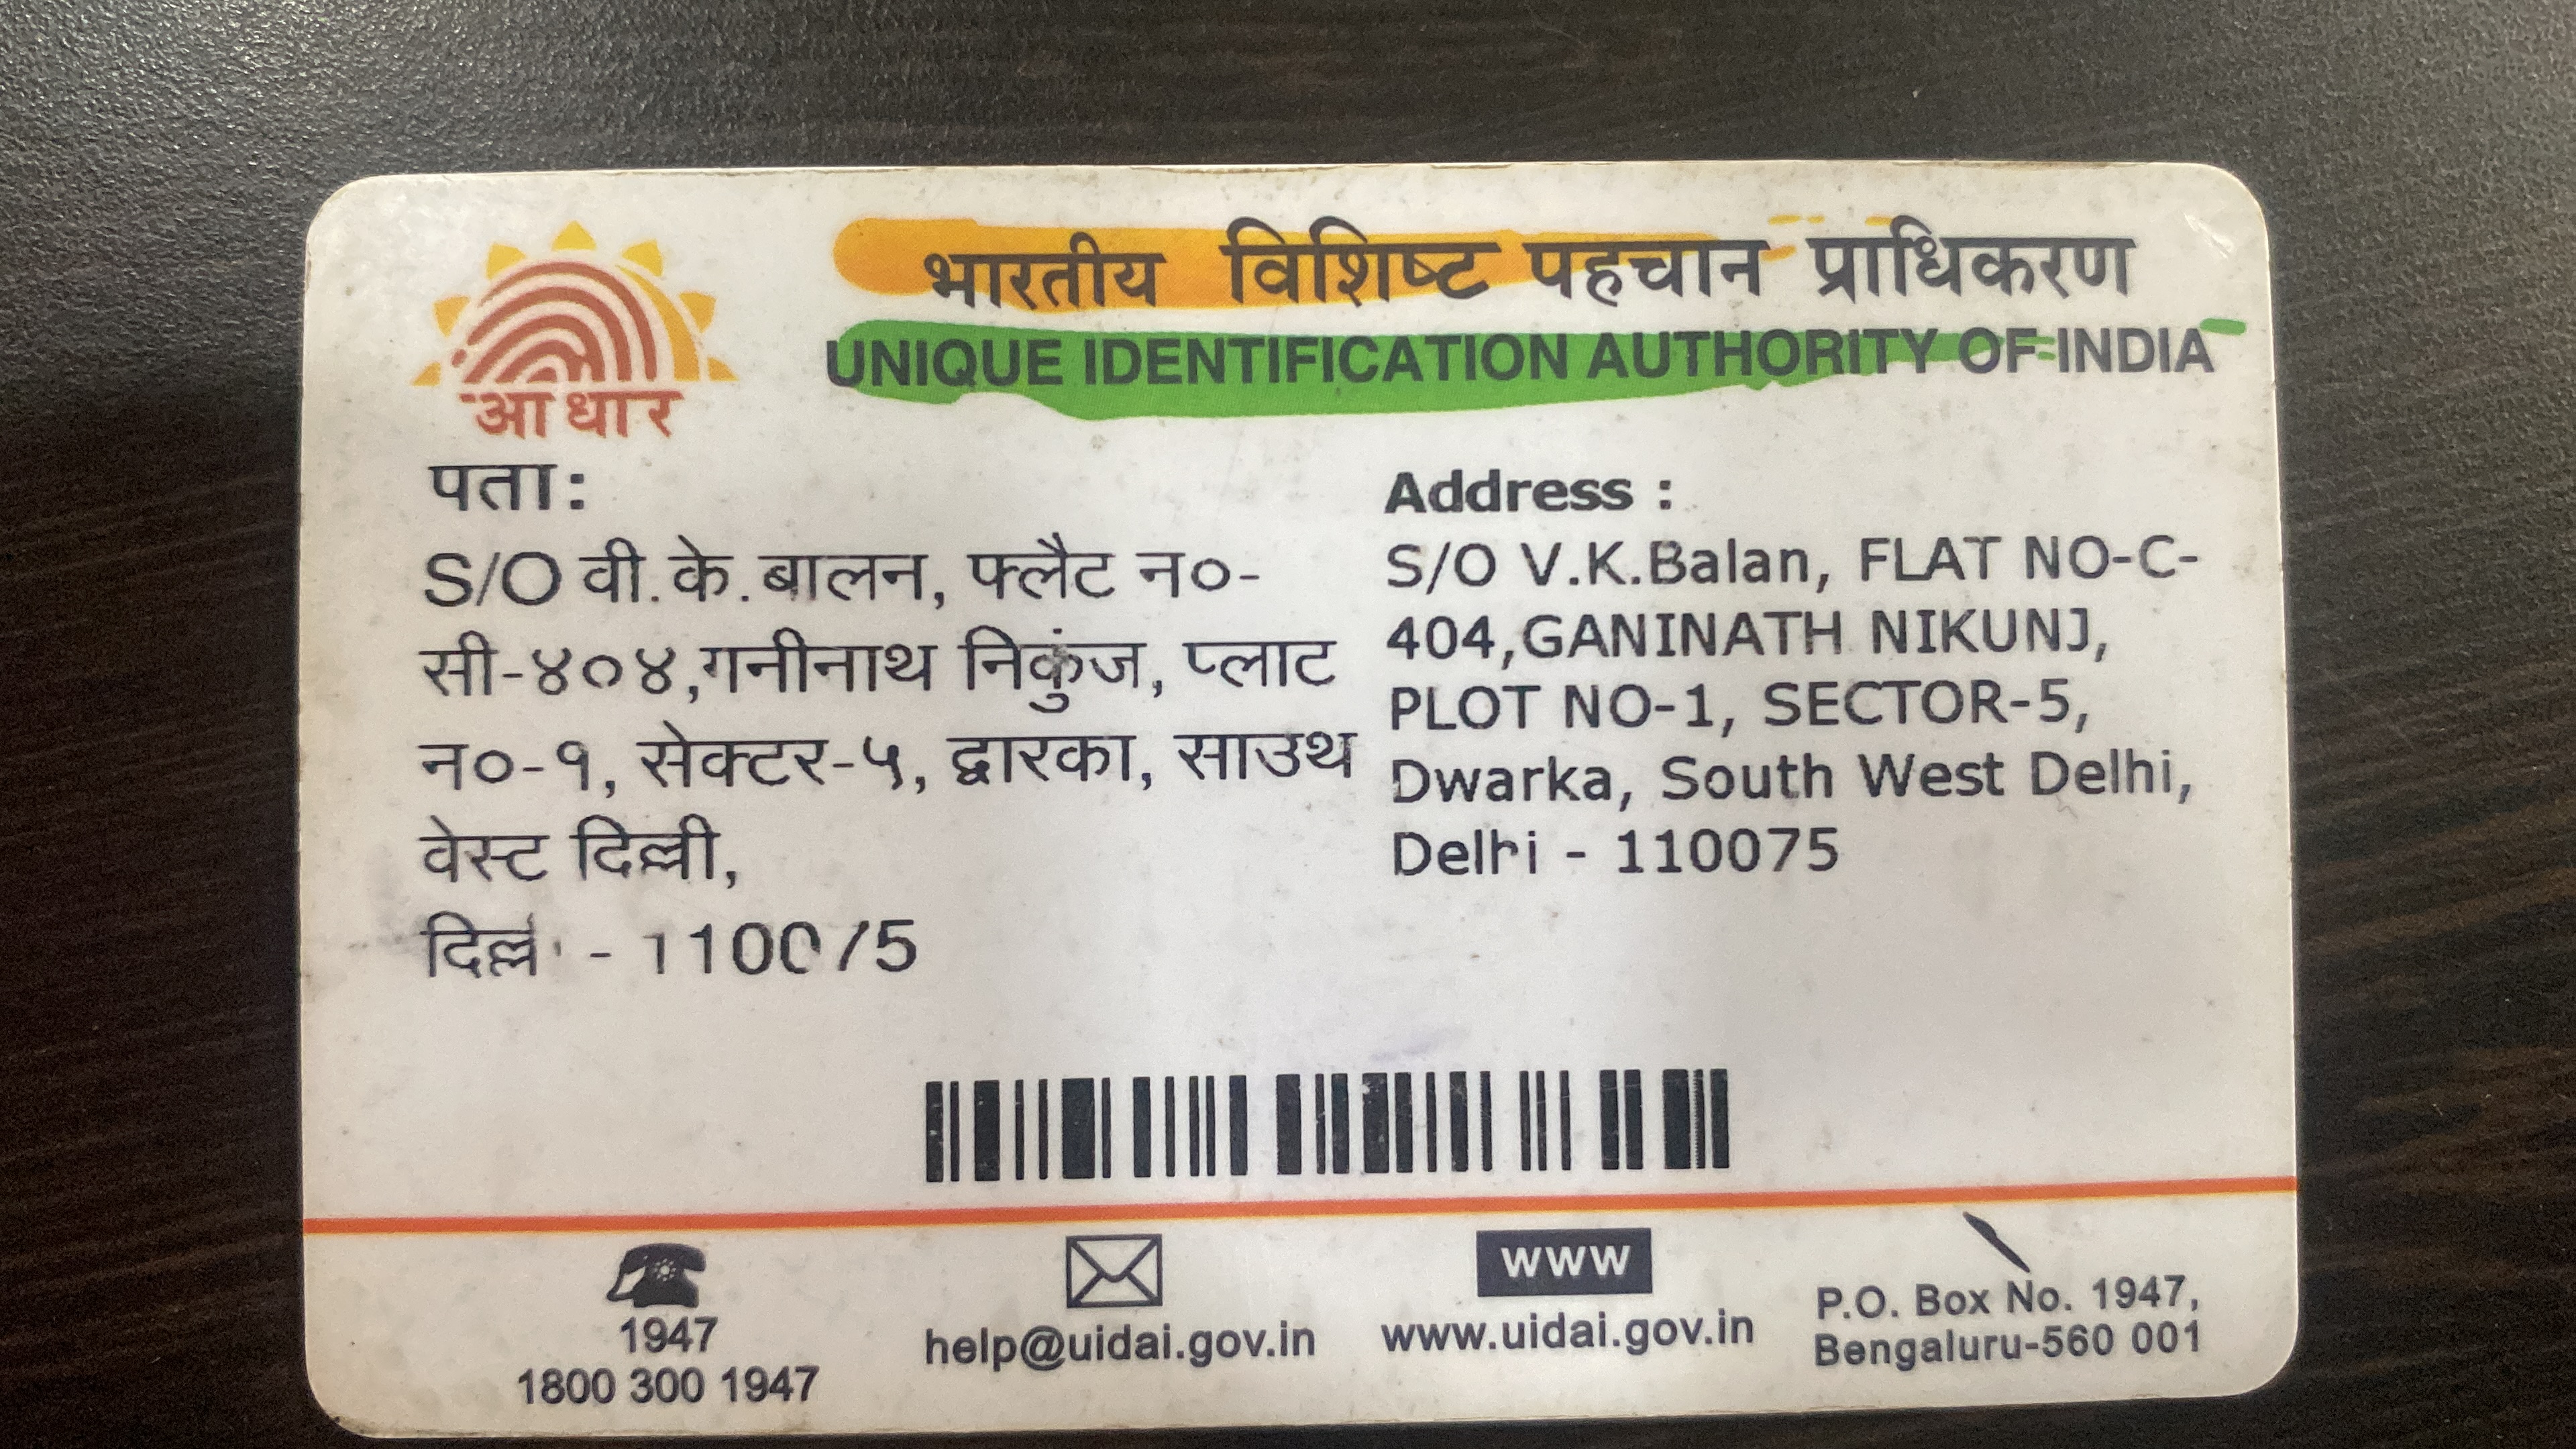 भारतीय विशिष्ट पहचान प्राधिकरण
UNIQUE IDENTIFICATION AUTHORITY OF INDIA
आधार
पता:
S/O वी.के.बालन, फ्लैट न०-
सी-४०४,गनीनाथ निकुंज, प्लाट
न०-१, सेक्टर-५, द्वारका, साउथ
वेस्ट दिल्ली,
- 110075
Address :
S/O V.K.Balan, FLAT NO-C-
404,GANINATH NIKUNJ,
PLOT NO-1, SECTOR-5,
Dwarka, South West Delhi,
Delhi - 110075
1947
1800 300 1947
help@uidai.gov.in
WWW
www.uidai.gov.in
P.O. Box No. 1947,
Bengaluru-560 001